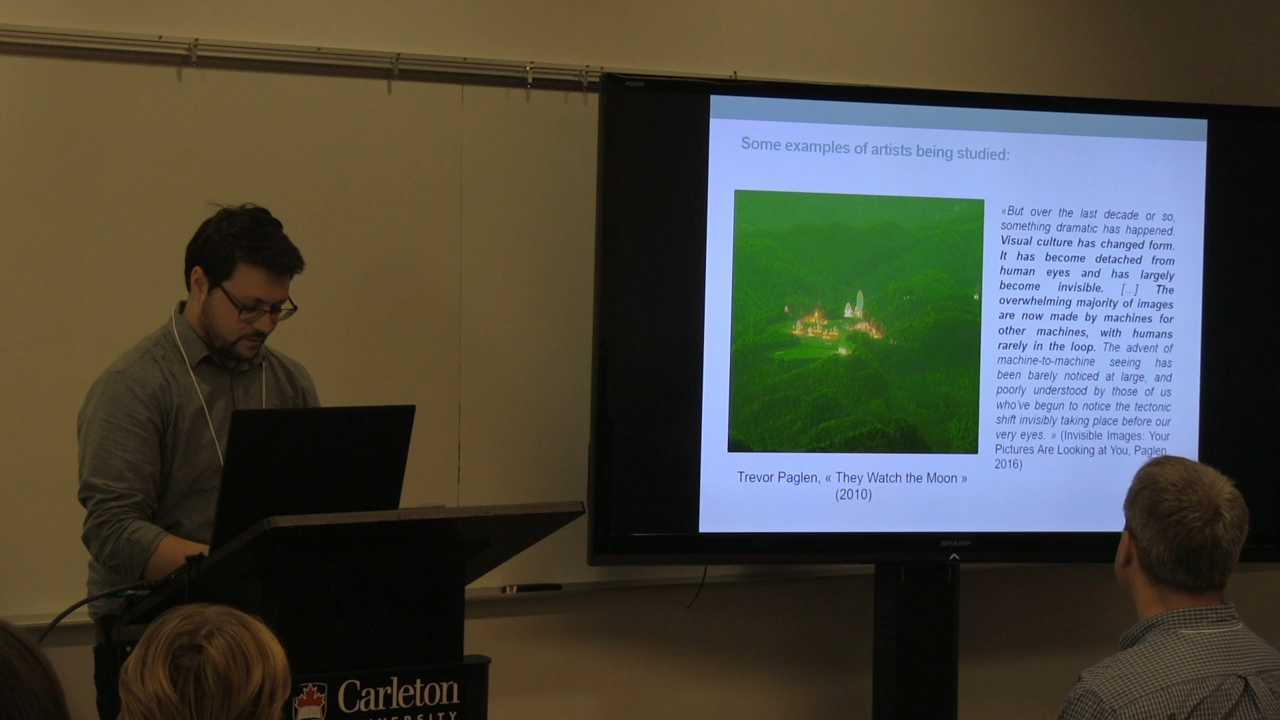 Some examples of artists being studied:
«But over the last decade or so,
something dramatic has happened.
Visual culture has changed form.
It has become detached from
human eyes and has largely
become invisible. [...] The
overwhelming majority of images
are now made by machines for
other machines, with humans
rarely in the loop. The advent of
machine-to-machine seeing has
been barely noticed at large, and
poorly understood by those of us
who've begun to notice the tectonic
shift invisibly taking place before our
very eyes. » (Invisible Images: Your
Pictures Are Looking at You, Paglen,
2016)
Trevor Paglen, « They Watch the Moon »
(2010)
SHARP
Carleton
UNIVERSITY